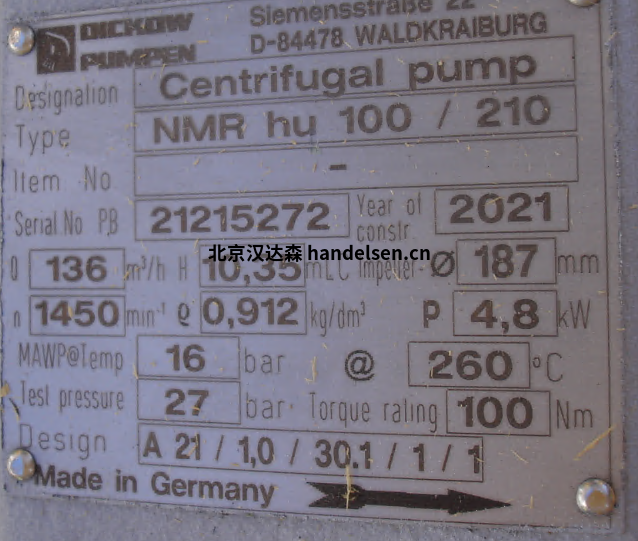 DICKOW Siemensstraße 22
PUMPEN D-84478 WALDKRAIBURG
Designation Centrifugal pump
Type NMR hu 100 / 210
Item No -
Serial.No P.B 21215272 Year of constr. 2021
北京汉达森 handelsen.cn
Q 136 m³/h H 10,35 mLC Impeller-Ø 187 mm
n 1450 min⁻¹ ϱ 0,912 kg/dm³ P 4,8 kW
MAWP@Temp 16 bar @ 260 °C
Test pressure 27 bar Torque raling 100 Nm
Design A 21 / 1,0 / 30.1 / 1 / 1
Made in Germany